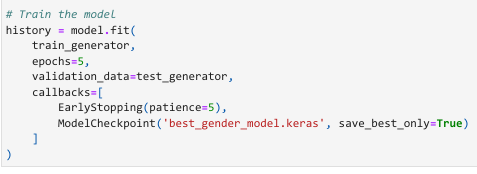 # Train the model
history = model.fit(
    train_generator,
    epochs=5,
    validation_data=test_generator,
    callbacks=[
        EarlyStopping(patience=5),
        ModelCheckpoint('best_gender_model.keras', save_best_only=True)
    ]
)